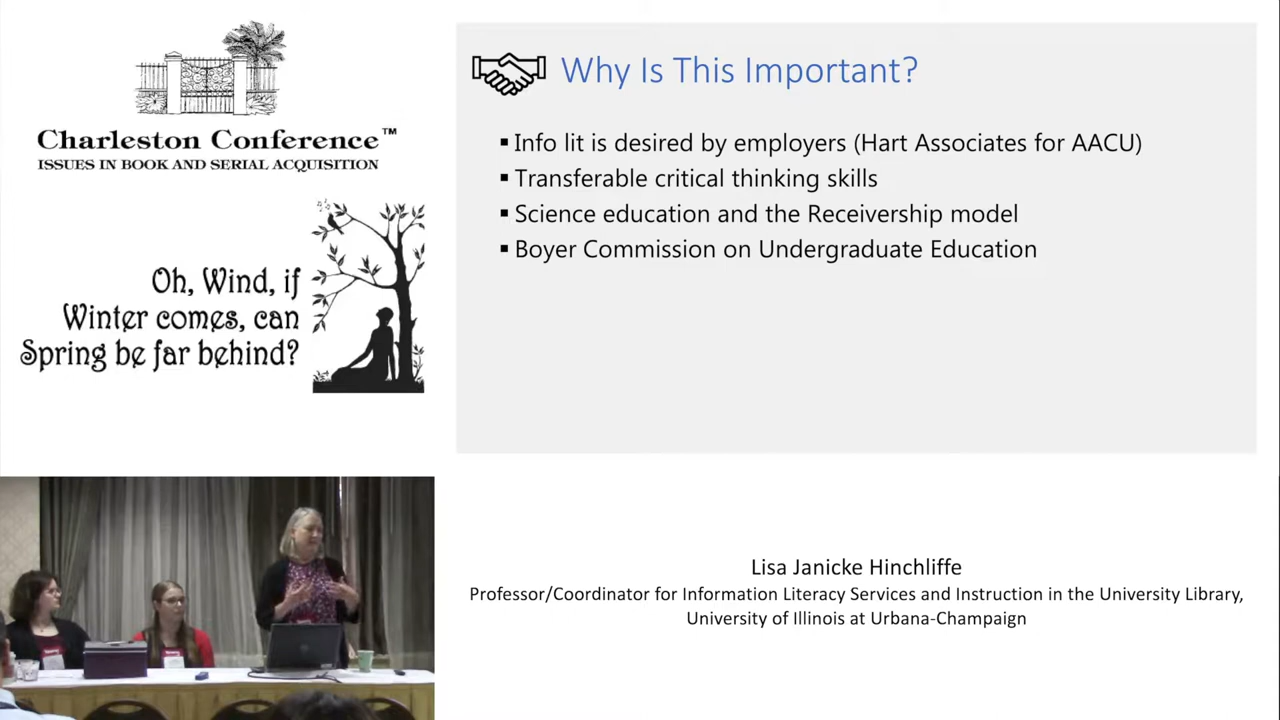 Charleston Conference™
ISSUES IN BOOK AND SERIAL ACQUISITION
Oh, Wind, if
Winter comes, can
Spring be far behind?
Why Is This Important?
▪ Info lit is desired by employers (Hart Associates for AACU)
▪ Transferable critical thinking skills
▪ Science education and the Receivership model
▪ Boyer Commission on Undergraduate Education
Lisa Janicke Hinchliffe
Professor/Coordinator for Information Literacy Services and Instruction in the University Library,
University of Illinois at Urbana-Champaign